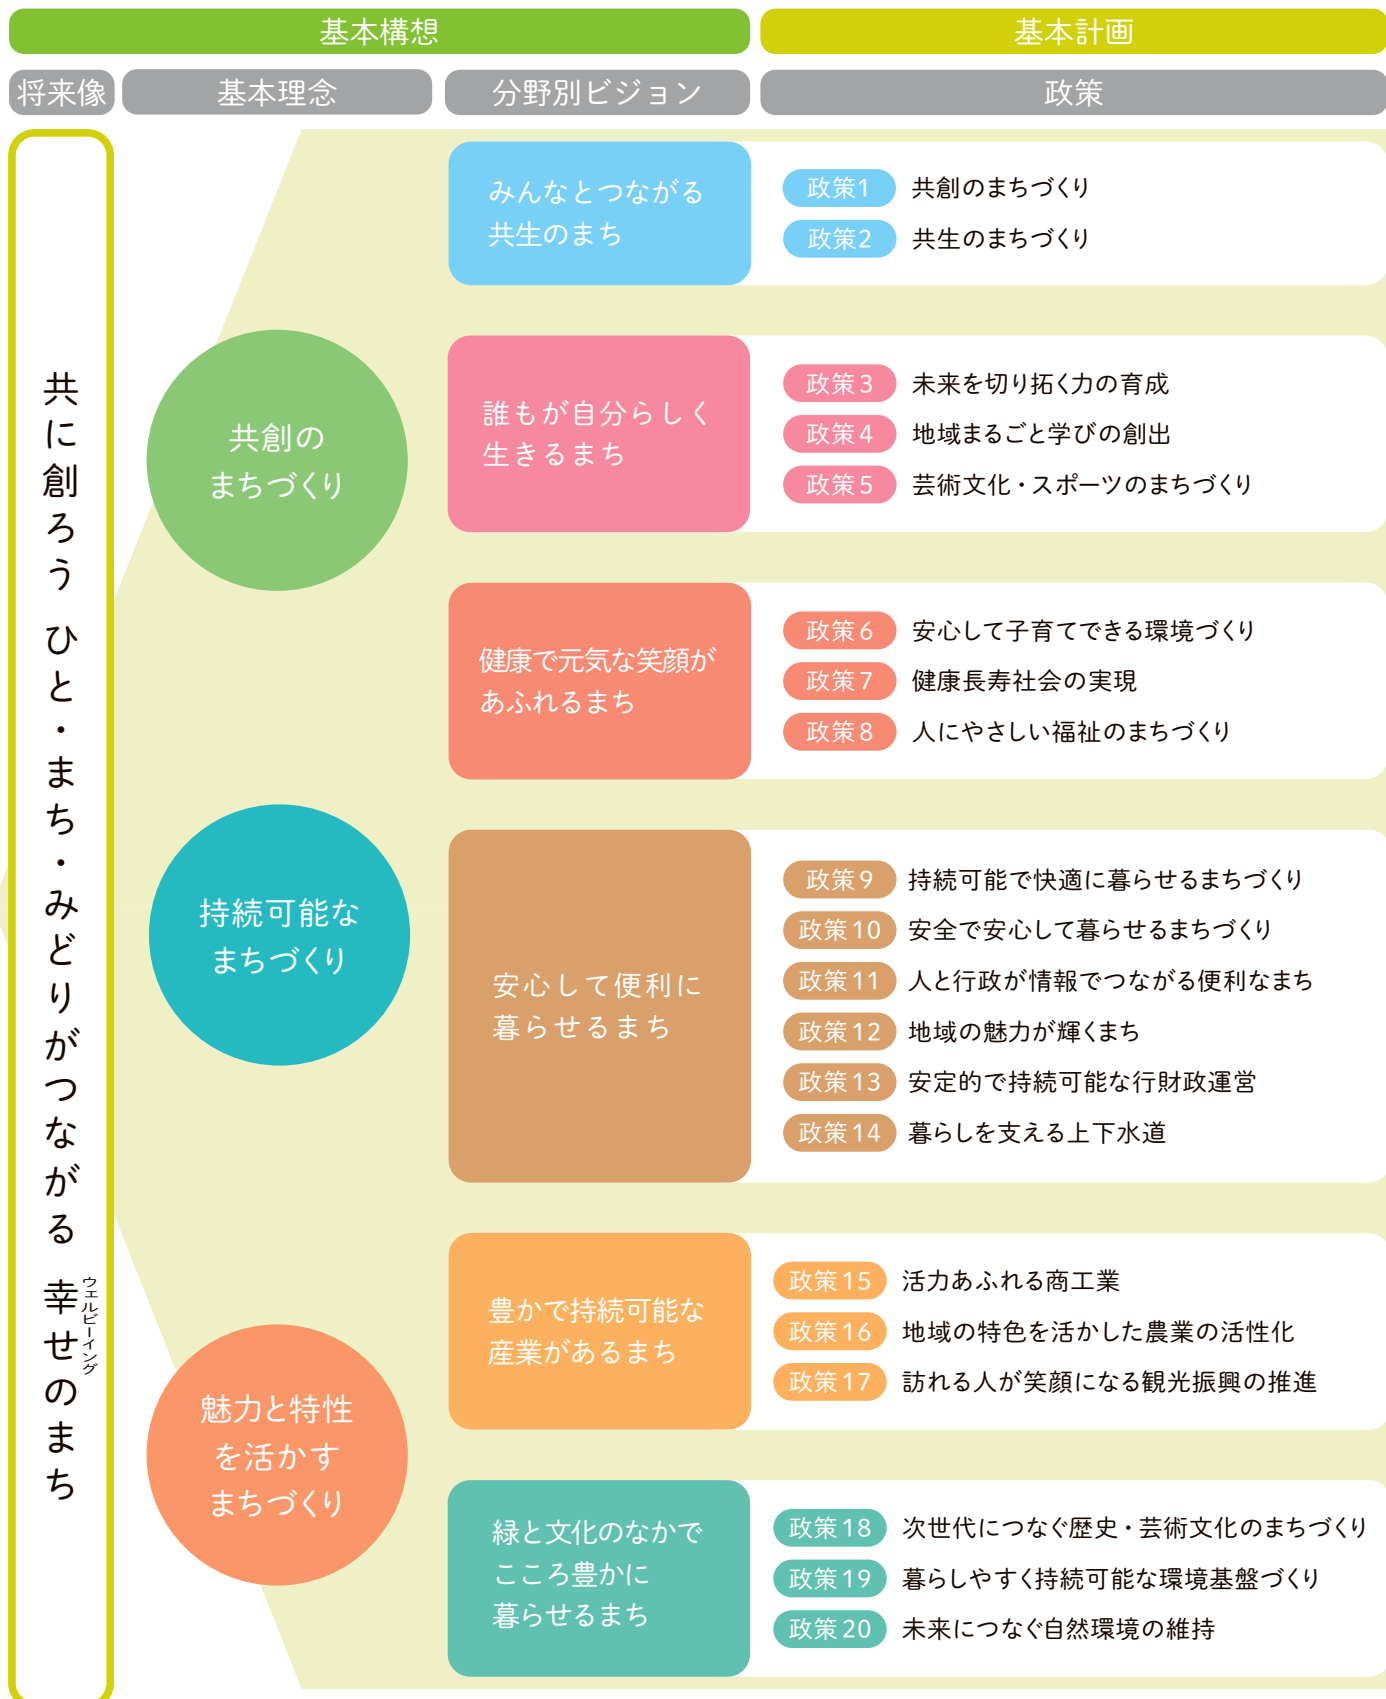 基本構想
基本計画
将来像
基本理念
分野別ビジョン
政策
共に創ろう ひと・まち・みどりがつながる 幸せのまち
ウェルビーイング
共創の
まちづくり
持続可能な
まちづくり
魅力と特性
を活かす
まちづくり
みんなとつながる
共生のまち
政策1 共創のまちづくり
政策2 共生のまちづくり
誰もが自分らしく
生きるまち
政策3 未来を切り拓く力の育成
政策4 地域まるごと学びの創出
政策5 芸術文化・スポーツのまちづくり
健康で元気な笑顔が
あふれるまち
政策6 安心して子育てできる環境づくり
政策7 健康長寿社会の実現
政策8 人にやさしい福祉のまちづくり
安心して便利に
暮らせるまち
政策9 持続可能で快適に暮らせるまちづくり
政策10 安全で安心して暮らせるまちづくり
政策11 人と行政が情報でつながる便利なまち
政策12 地域の魅力が輝くまち
政策13 安定的で持続可能な行財政運営
政策14 暮らしを支える上下水道
豊かで持続可能な
産業があるまち
政策15 活力あふれる商工業
政策16 地域の特色を活かした農業の活性化
政策17 訪れる人が笑顔になる観光振興の推進
緑と文化のなかで
こころ豊かに
暮らせるまち
政策18 次世代につなぐ歴史・芸術文化のまちづくり
政策19 暮らしやすく持続可能な環境基盤づくり
政策20 未来につなぐ自然環境の維持